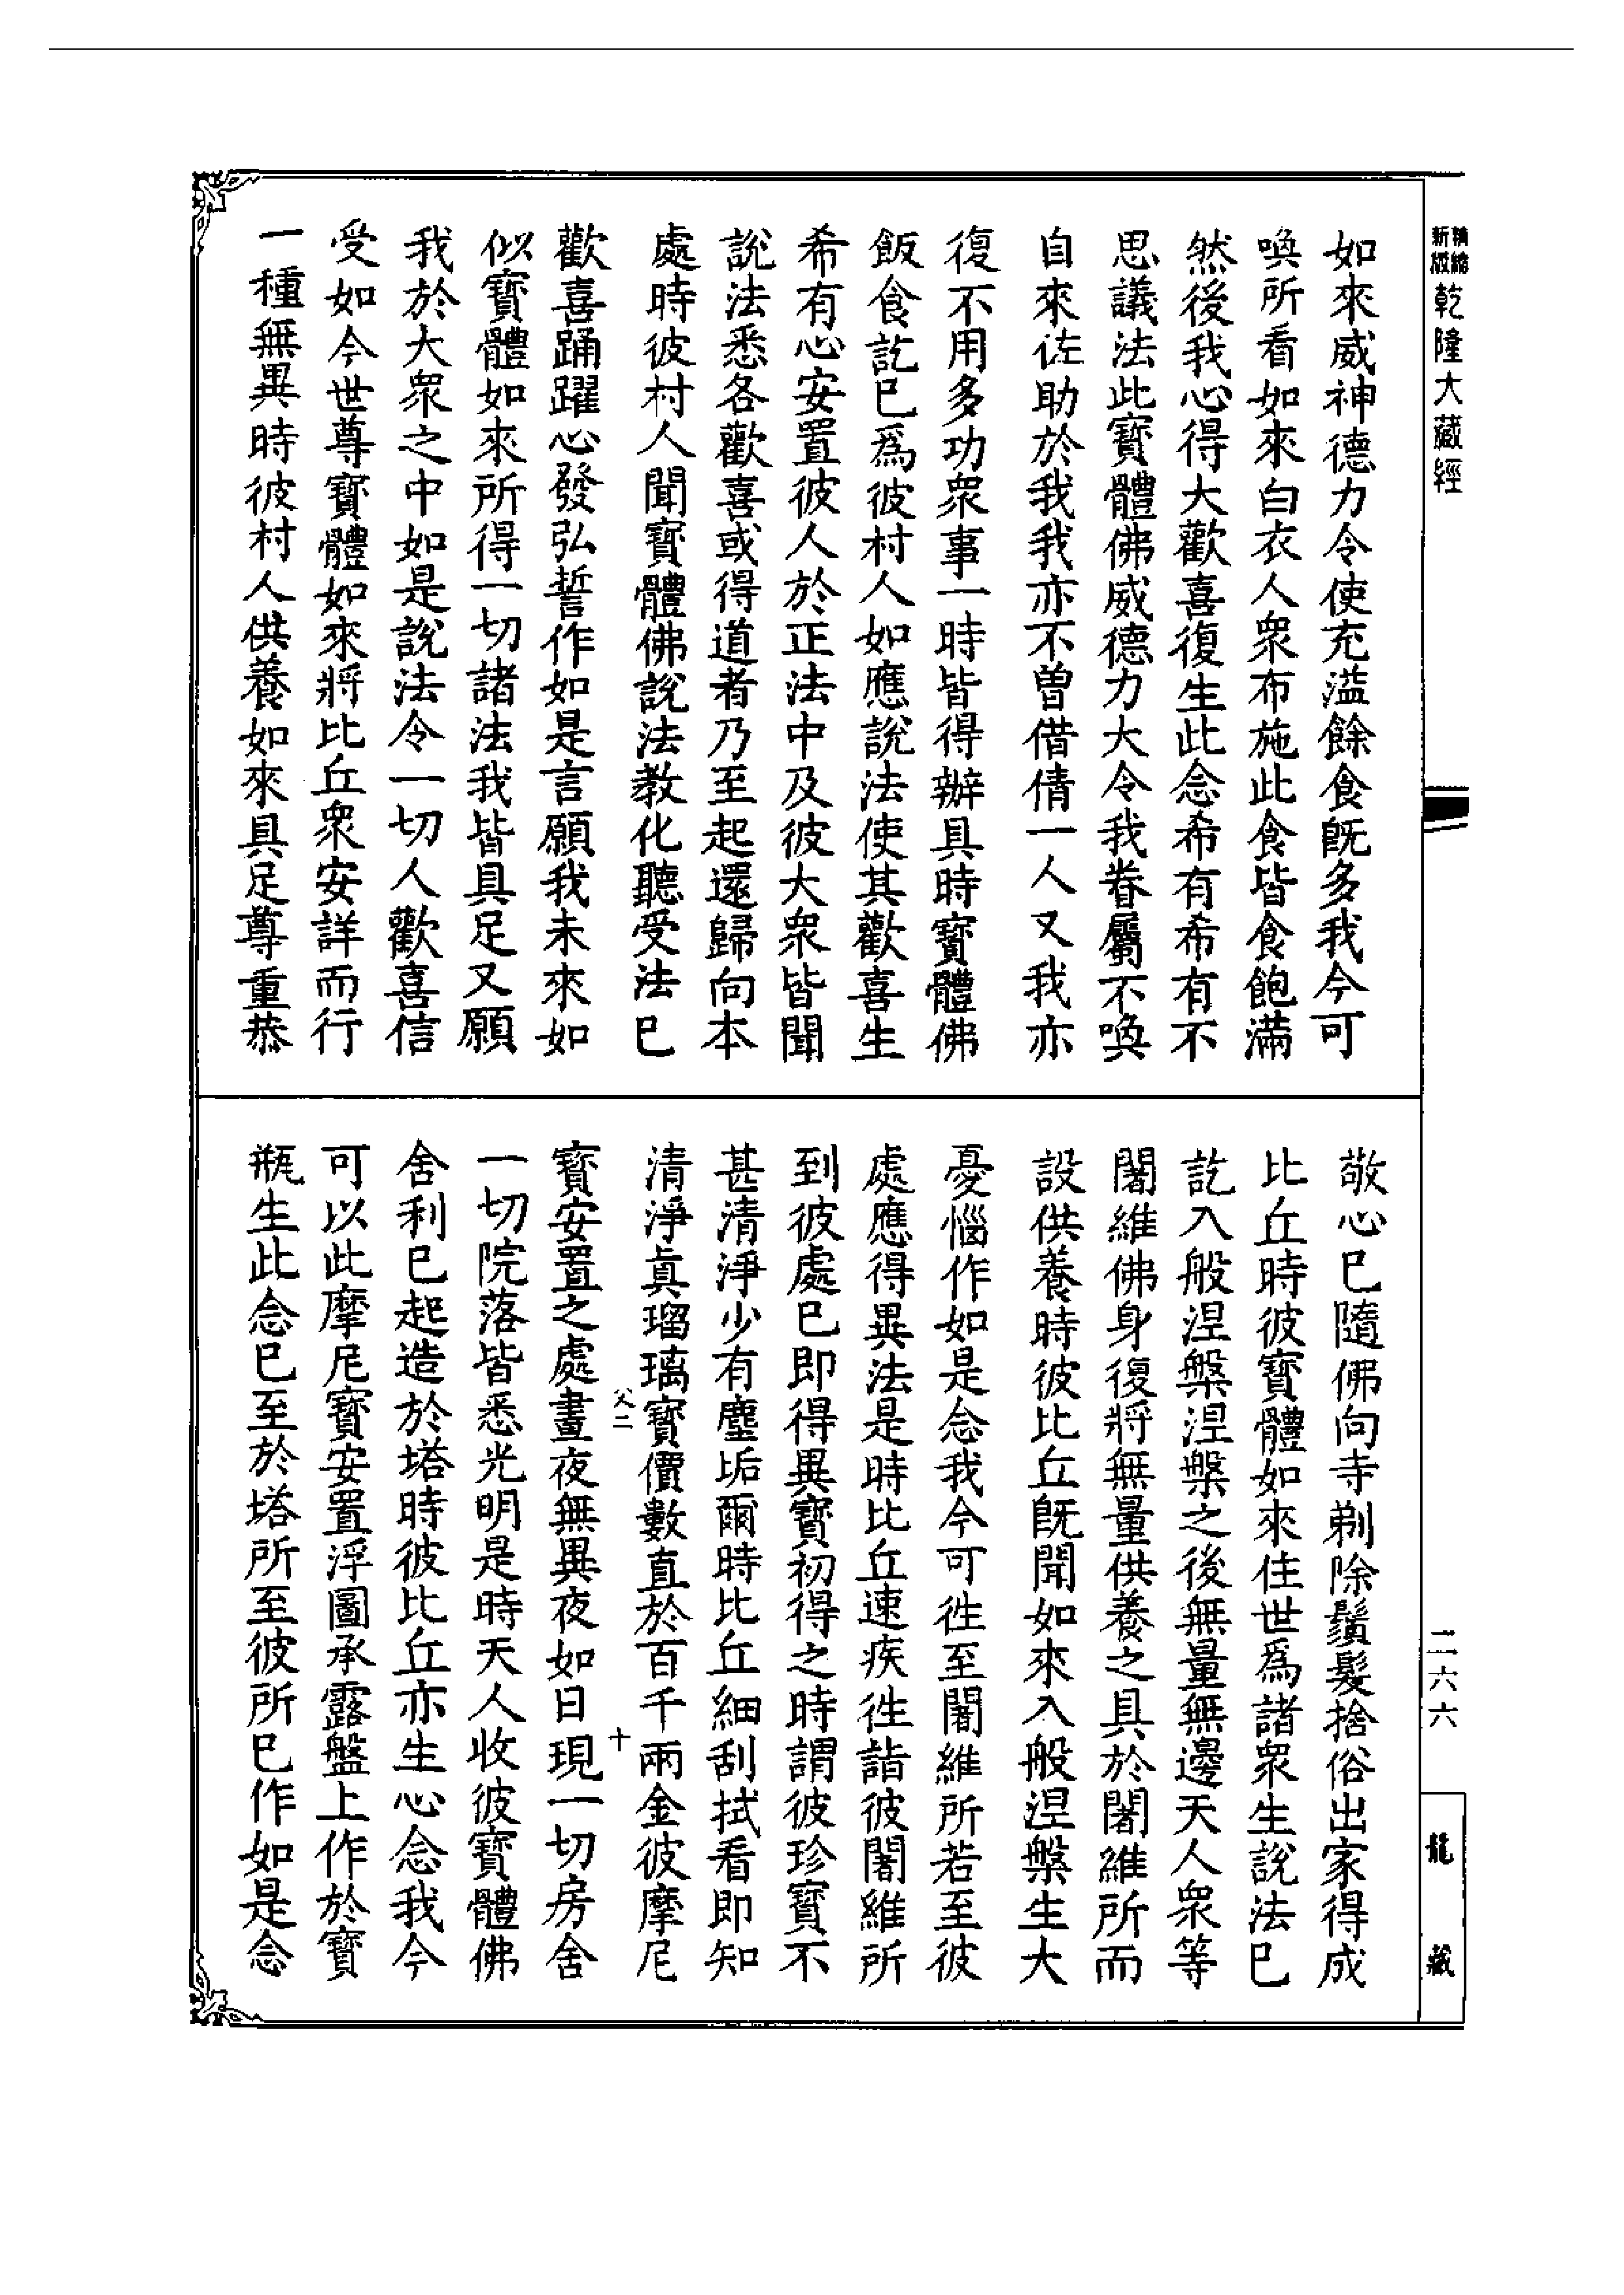 精縮
新版
乾隆大藏經
如來威神德力令使充溢餘食旣多我今可
喚所看如來白衣人衆布施此食皆食飽滿
然後我心得大歡喜復生此念希有希有不
思議法此寶體佛威德力大令我眷屬不喚
自來佐助於我我亦不曾借倩一人又我亦
復不用多功衆事一時皆得辦具時寶體佛
飯食訖已爲彼村人如應說法使其歡喜生
希有心安置彼人於正法中及彼大衆皆聞
說法悉各歡喜或得道者乃至起還歸向本
處時彼村人聞寶體佛說法教化聽受法已
歡喜踊躍心發弘誓作如是言願我未來如
似寶體如來所得一切諸法我皆具足又願
我於大衆之中如是說法令一切人歡喜信
受如今世尊寶體如來將比丘衆安詳而行
一種無異時彼村人供養如來具足尊重恭
敬心已隨佛向寺剃除鬚髮捨俗出家得成
比丘時彼寶體如來住世爲諸衆生說法已
訖入般涅槃涅槃之後無量無邊天人衆等
闍維佛身復將無量供養之具於闍維所而
設供養時彼比丘旣聞如來入般涅槃生大
憂惱作如是念我今可徃至闍維所若至彼
處應得異法是時比丘速疾徃詣彼闍維所
到彼處已即得異寶初得之時謂彼珍寶不
甚清淨少有塵垢爾時比丘細刮拭看即知
清淨眞瑠璃寶價數直於百千兩金彼摩尼
父二
十
寶安置之處晝夜無異夜如日現一切房舍
一切院落皆悉光明是時天人收彼寶體佛
舍利已起造於塔時彼比丘亦生心念我今
可以此摩尼寶安置浮圖承露盤上作於寶
瓶生此念已至於塔所至彼所已作如是念
二六六
龍藏